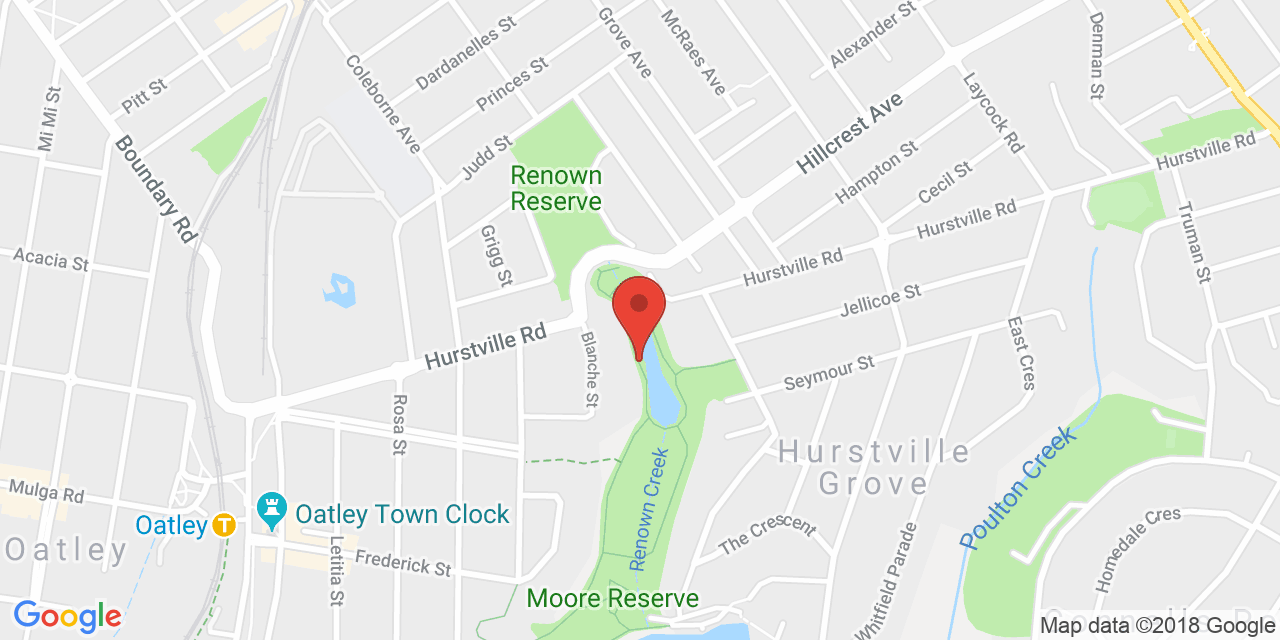 Mi Mi St
Pitt St
Boundary Rd
Acacia St
Coleborne Ave
Dardanelles St
Princes St
Judd St
Grove Ave
McRaes Ave
Alexander St
Denman St
Laycock Rd
Hillcrest Ave
Hampton St
Cecil St
Hurstville Rd
Hurstville Rd
Hurstville Rd
Truman St
Renown
Reserve
Grigg St
Hurstville Rd
Blanche St
Jellicoe St
Seymour St
East Cres
Rosa St
Mulga Rd
Oatley
T
Oatley Town Clock
Oatley
Letitia St
Frederick St
Renown Creek
Moore Reserve
Hurstville
Grove
The Crescent
Whitfield Parade
Poulton Creek
Homedale Cres
Google
Map data ©2018 Google